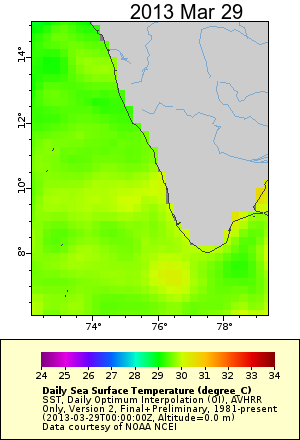 2013 Mar 29
14°
12°
10°
8°
74° 76° 78°
24 25 26 27 28 29 30 31 32 33 34
Daily Sea Surface Temperature (degree_C)
SST, Daily Optimum Interpolation (OI), AVHRR
Only, Version 2, Final+Preliminary, 1981-present
(2013-03-29T00:00:00Z, Altitude=0.0 m)
Data courtesy of NOAA NCEI